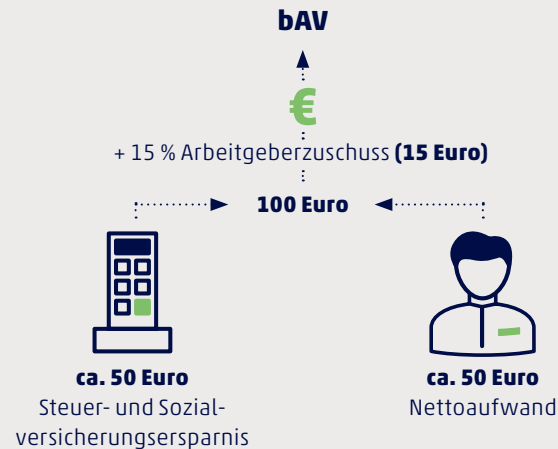 bAV
€
+ 15 % Arbeitgeberzuschuss (15 Euro)
100 Euro
ca. 50 Euro
Steuer- und Sozial-
versicherungsersparnis
ca. 50 Euro
Nettoaufwand